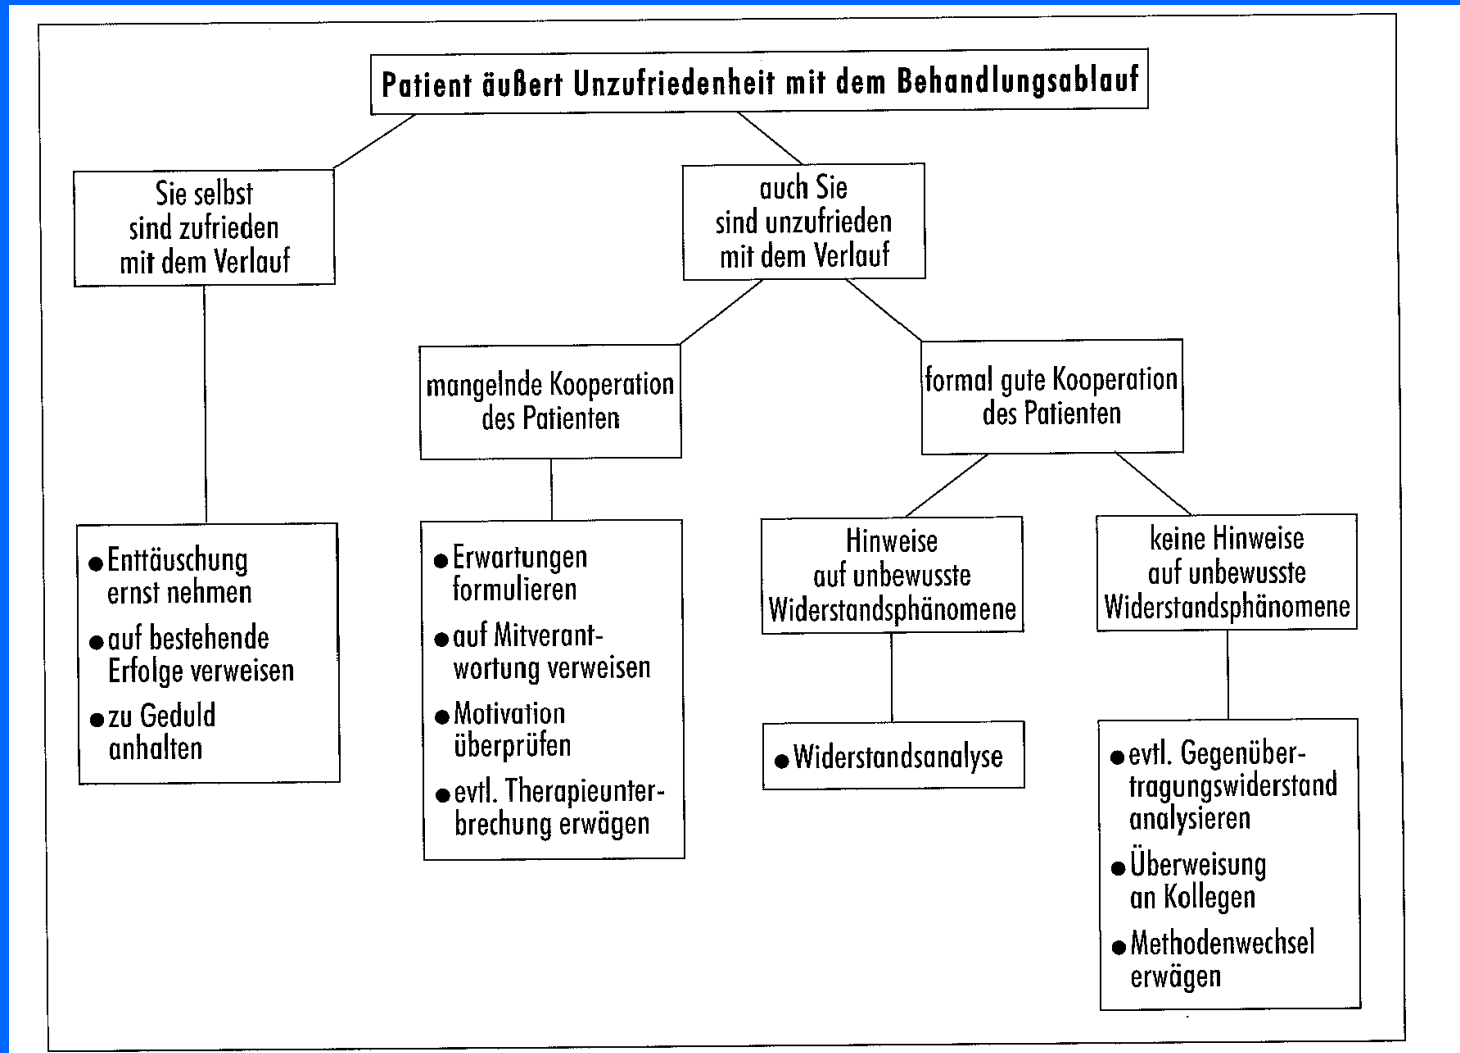 Patient äußert Unzufriedenheit mit dem Behandlungsablauf
Sie selbst
sind zufrieden
mit dem Verlauf
auch Sie
sind unzufrieden
mit dem Verlauf
mangelnde Kooperation
des Patienten
formal gute Kooperation
des Patienten
● Enttäuschung
ernst nehmen
● auf bestehende
Erfolge verweisen
● zu Geduld
anhalten
● Erwartungen
formulieren
● auf Mitverant-
wortung verweisen
● Motivation
überprüfen
● evtl. Therapieunter-
brechung erwägen
Hinweise
auf unbewusste
Widerstandsphänomene
● Widerstandsanalyse
keine Hinweise
auf unbewusste
Widerstandsphänomene
● evtl. Gegenüber-
tragungswiderstand
analysieren
● Überweisung
an Kollegen
● Methodenwechsel
erwägen